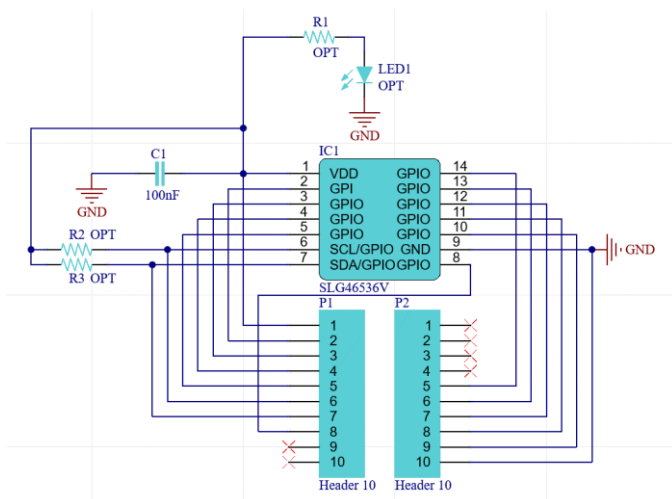 R1
OPT
LED1
OPT
GND
C1
100nF
GND
IC1
1 VDD GPIO 14
2 GPI GPIO 13
3 GPIO GPIO 12
4 GPIO GPIO 11
5 GPIO GPIO 10
6 SCL/GPIO GND 9
7 SDA/GPIO GPIO 8
SLG46536V
GND
R2 OPT
R3 OPT
P1
1
2
3
4
5
6
7
8
9
10
Header 10
P2
1
2
3
4
5
6
7
8
9
10
Header 10